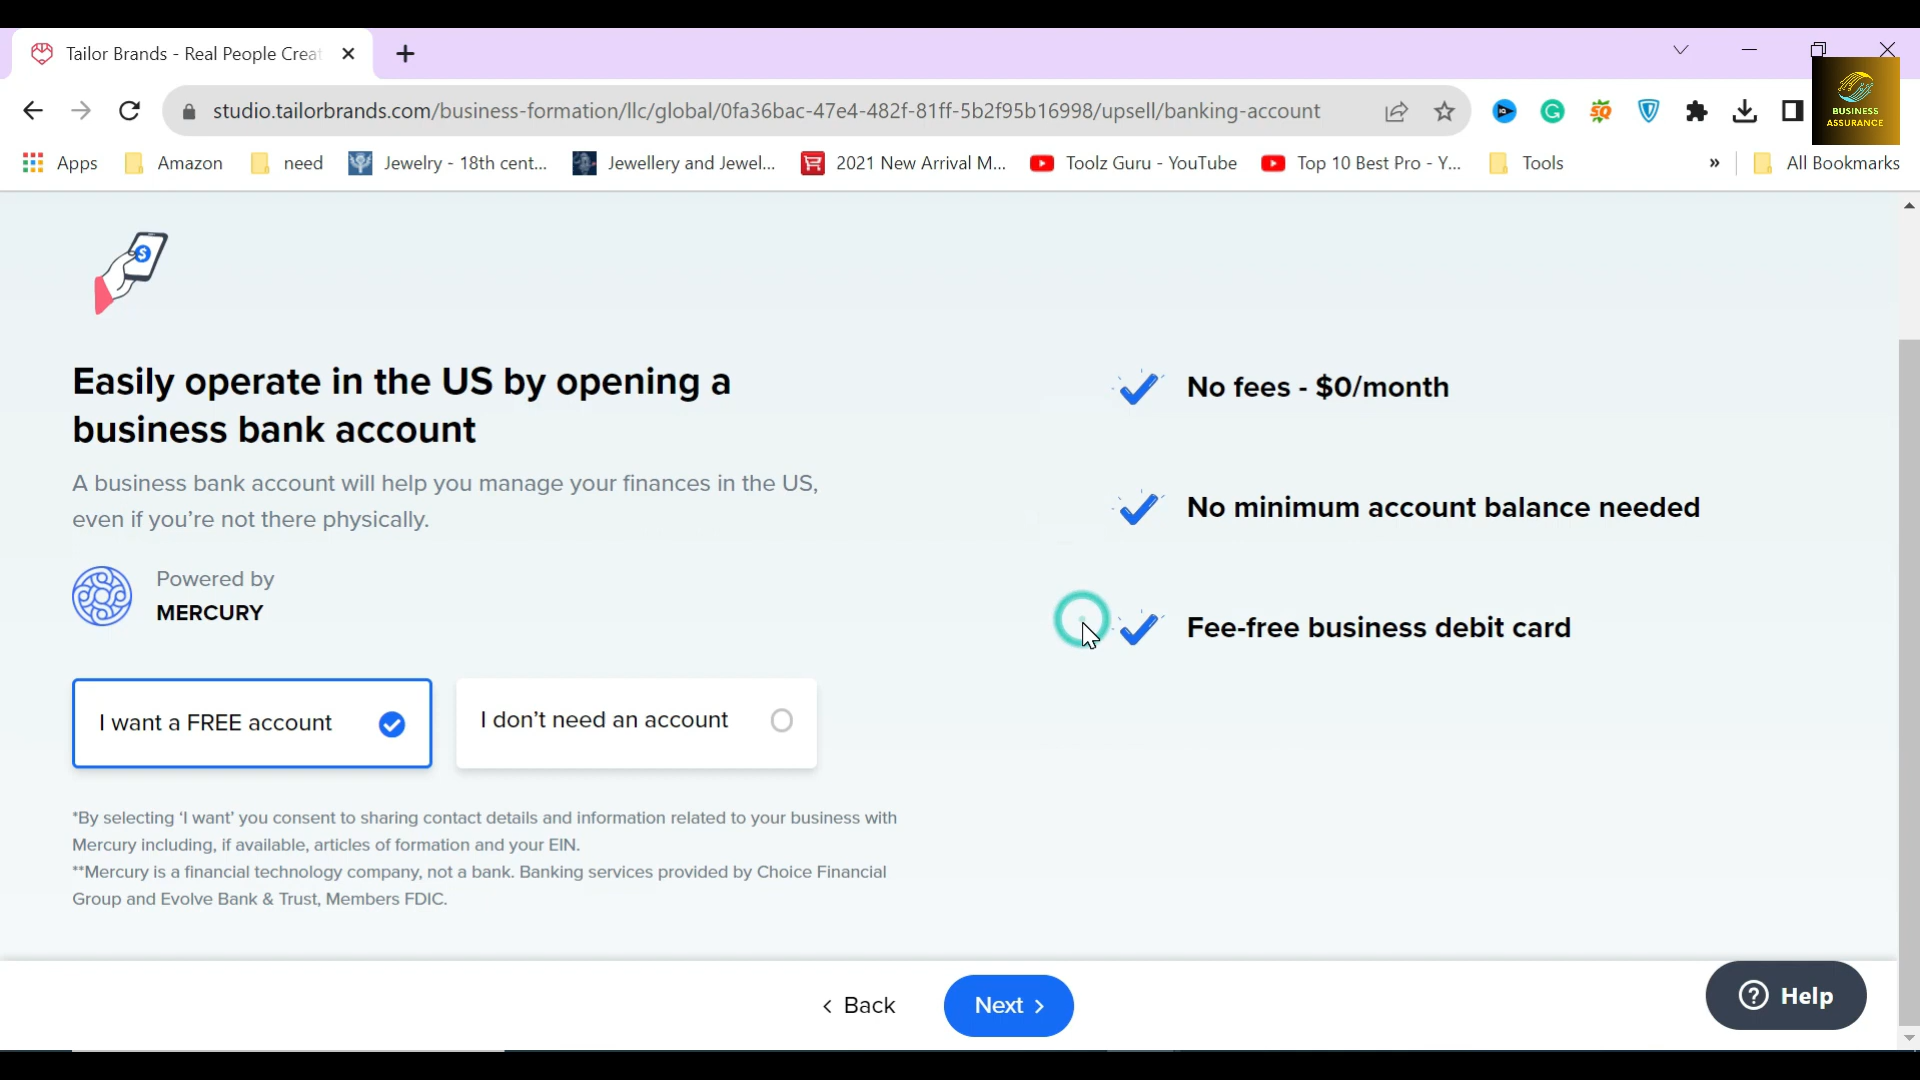 Tailor Brands - Real People Creat
studio.tailorbrands.com/business-formation/llc/global/0fa36bac-47e4-482f-81ff-5b2f95b16998/upsell/banking-account
BUSINESS
ASSURANCE
Apps
Amazon
need
Jewelry - 18th cent...
Jewellery and Jewel...
2021 New Arrival M...
Toolz Guru - YouTube
Top 10 Best Pro - Y...
Tools
»
All Bookmarks
Easily operate in the US by opening a
business bank account
A business bank account will help you manage your finances in the US,
even if you're not there physically.
Powered by
MERCURY
I want a FREE account
I don't need an account
*By selecting 'I want' you consent to sharing contact details and information related to your business with
Mercury including, if available, articles of formation and your EIN.
**Mercury is a financial technology company, not a bank. Banking services provided by Choice Financial
Group and Evolve Bank & Trust, Members FDIC.
No fees - $0/month
No minimum account balance needed
Fee-free business debit card
< Back
Next >
? Help